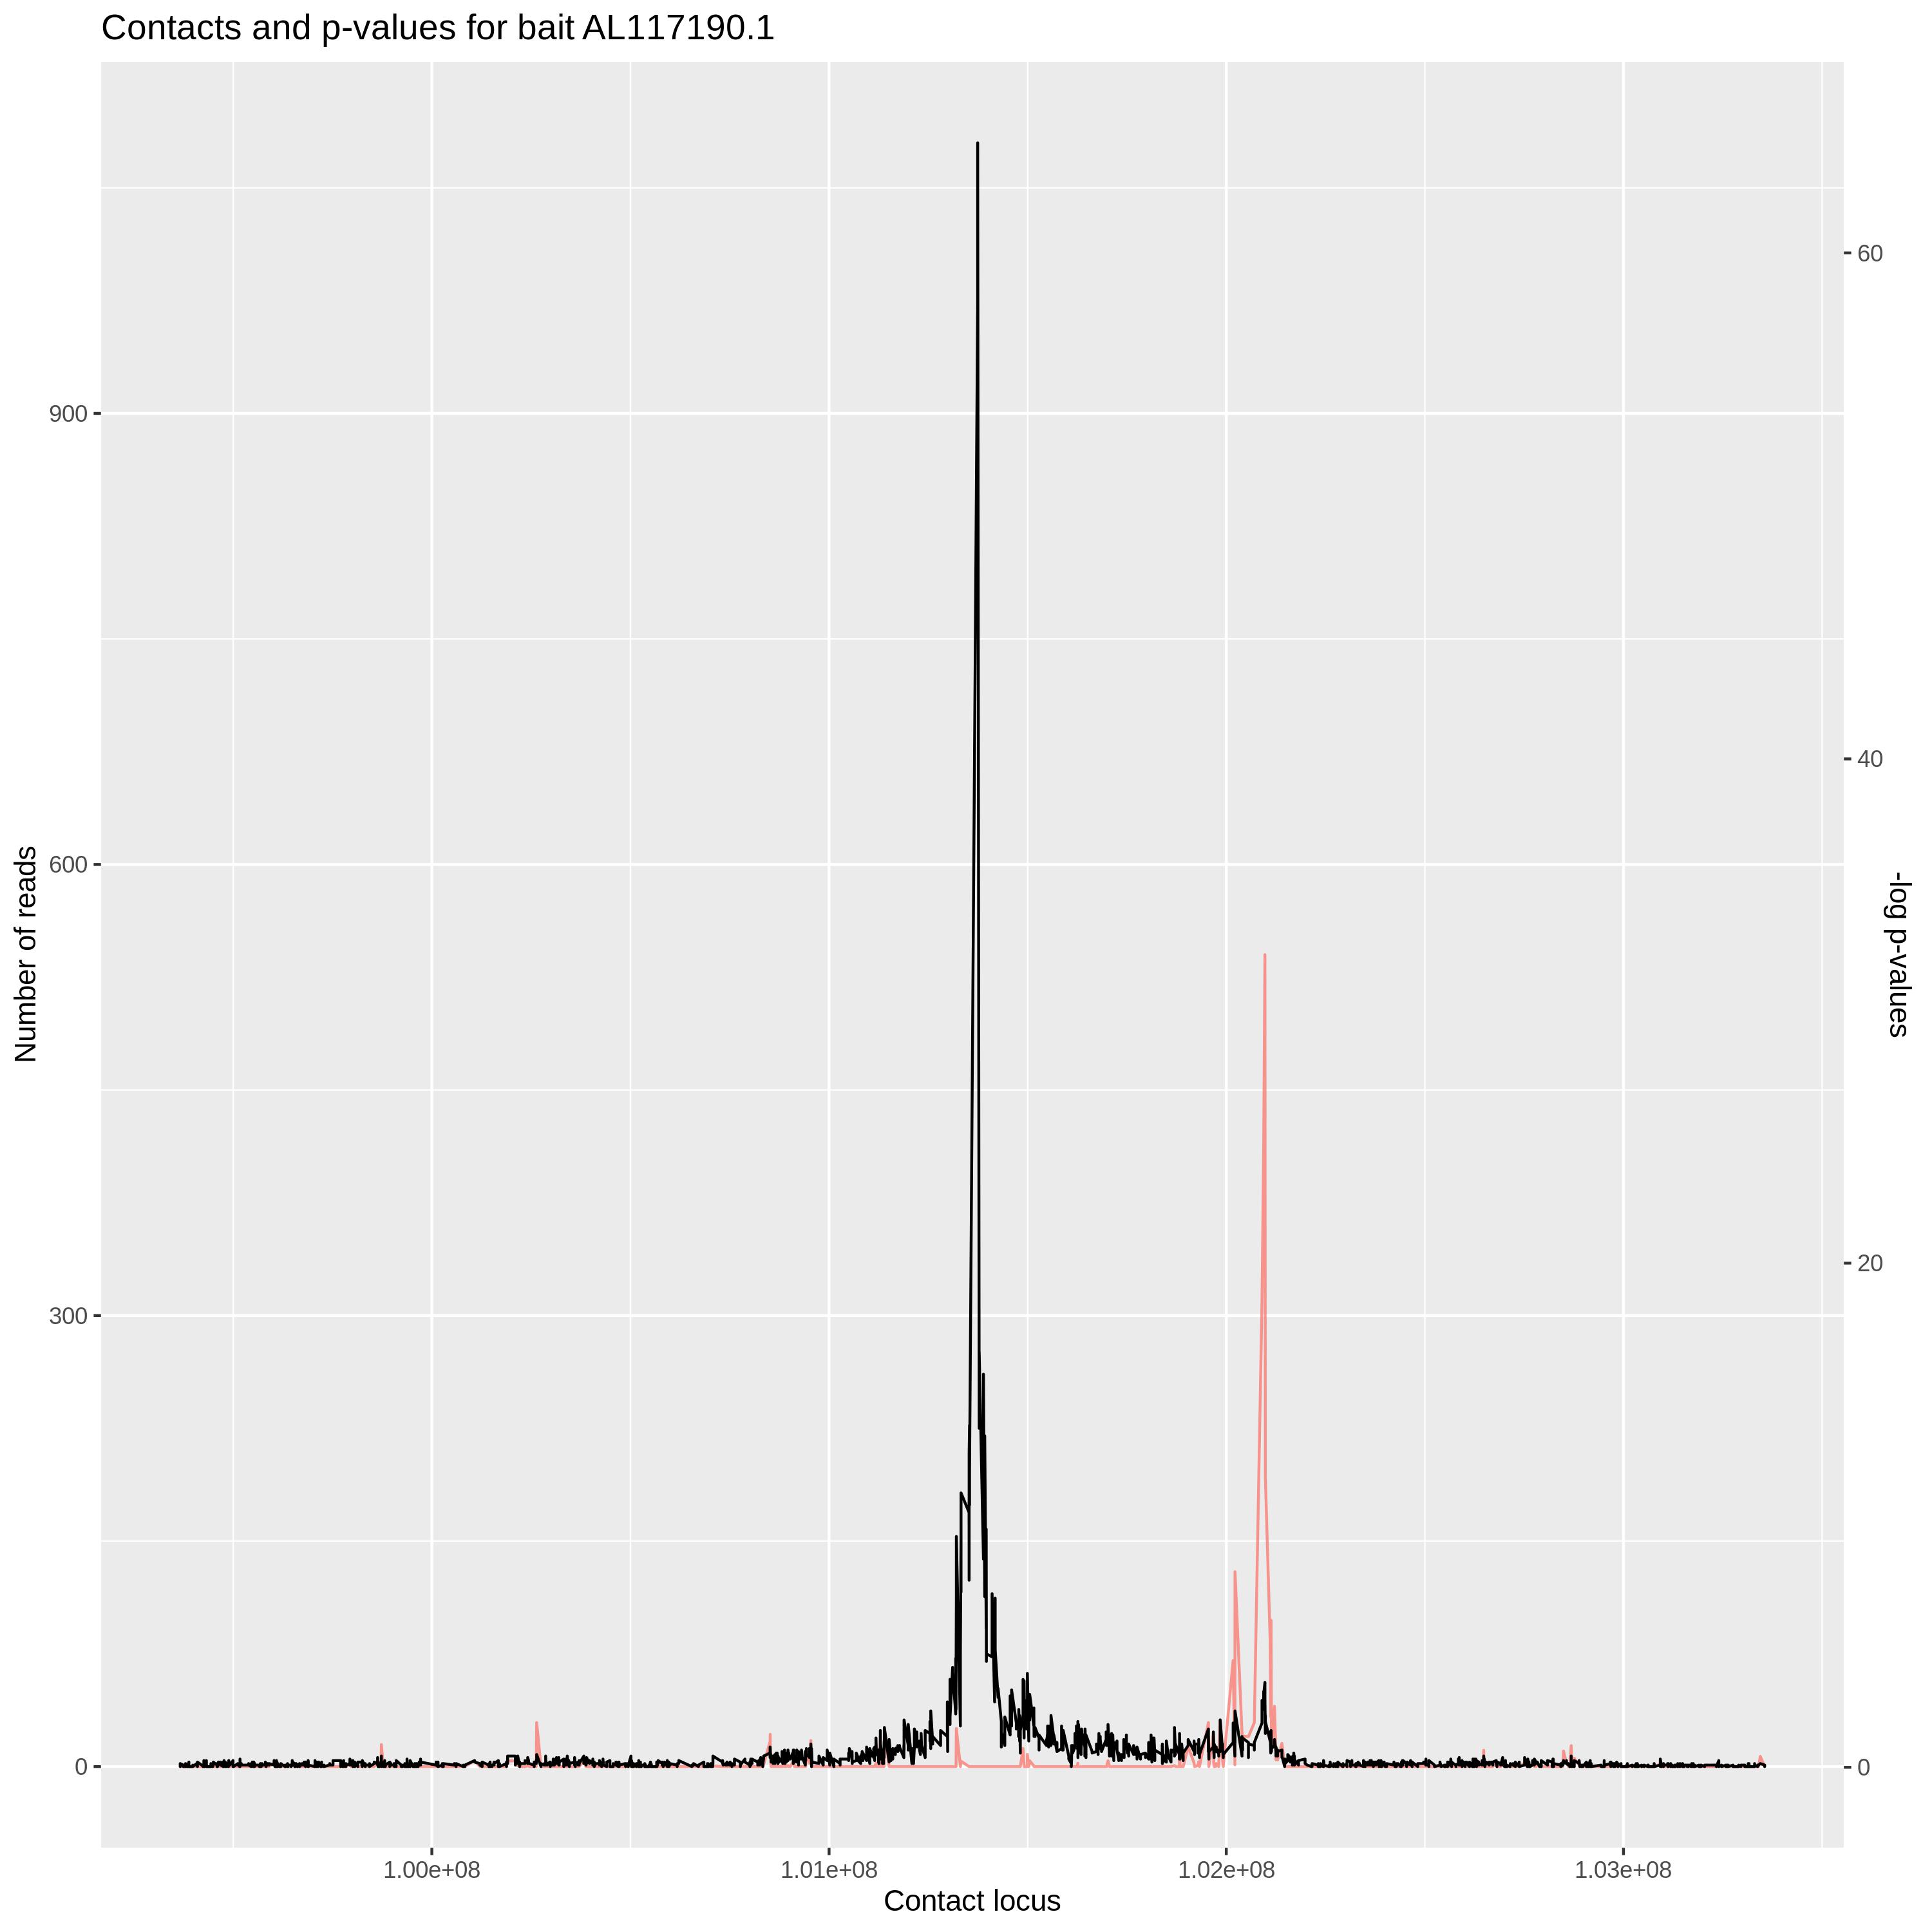 Contacts and p-values for bait AL117190.1
60
900
40
600
Number of reads
-log p-values
20
300
0
0
1.00e+08
1.01e+08
1.02e+08
1.03e+08
Contact locus